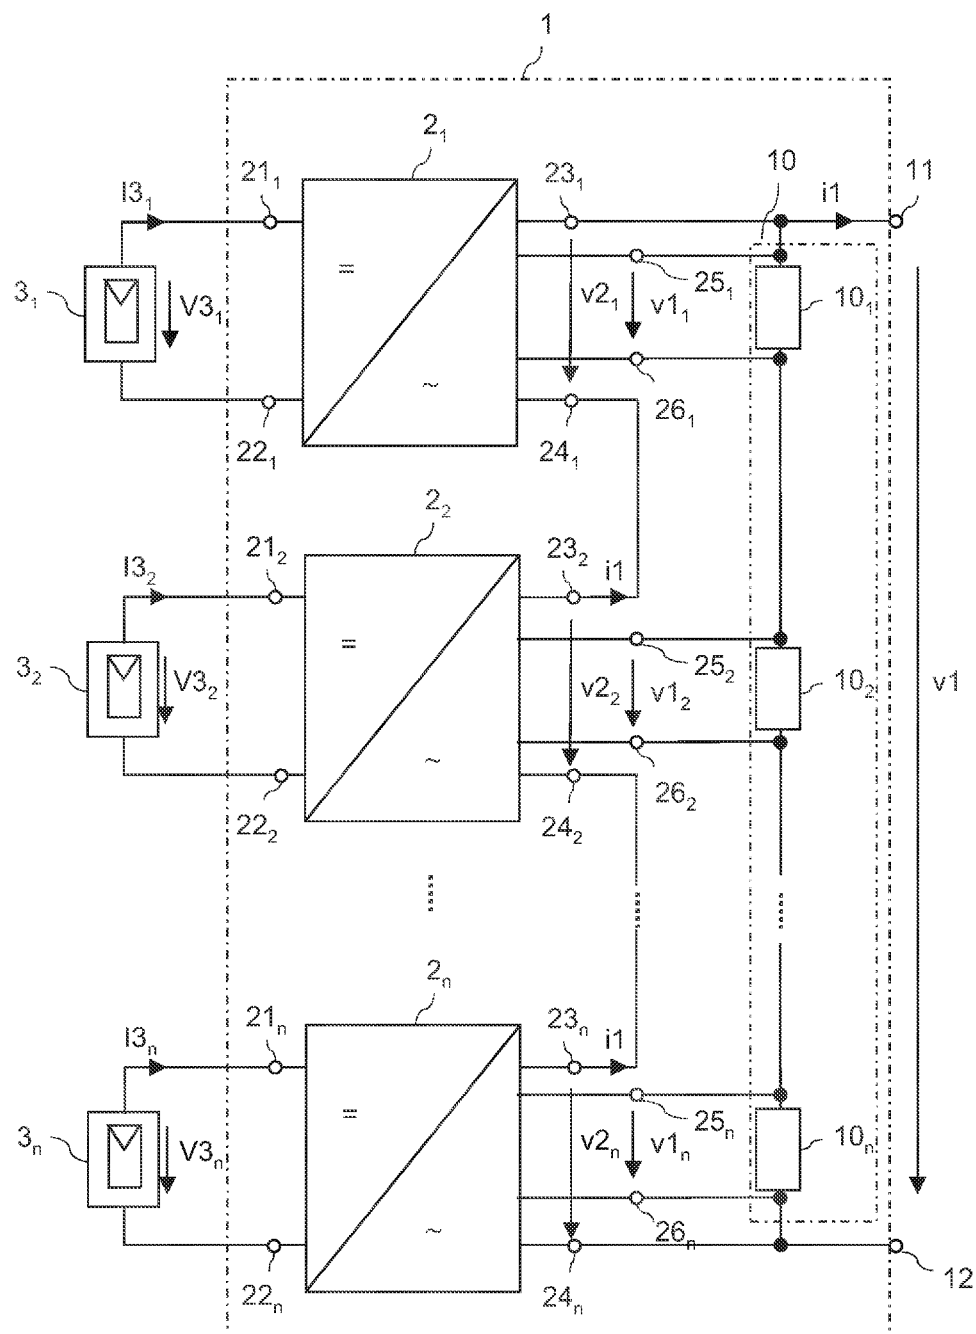 1
2₁
I3₁
21₁
23₁
10
i1
11
3₁
V3₁
=
v2₁
v1₁
25₁
10₁
~
22₁
24₁
26₁
2₂
I3₂
21₂
23₂
i1
3₂
V3₂
=
v2₂
v1₂
25₂
10₂
v1
~
22₂
24₂
26₂
2ₙ
I3ₙ
21ₙ
23ₙ
i1
3ₙ
V3ₙ
=
v2ₙ
v1ₙ
25ₙ
10ₙ
~
26ₙ
22ₙ
24ₙ
12